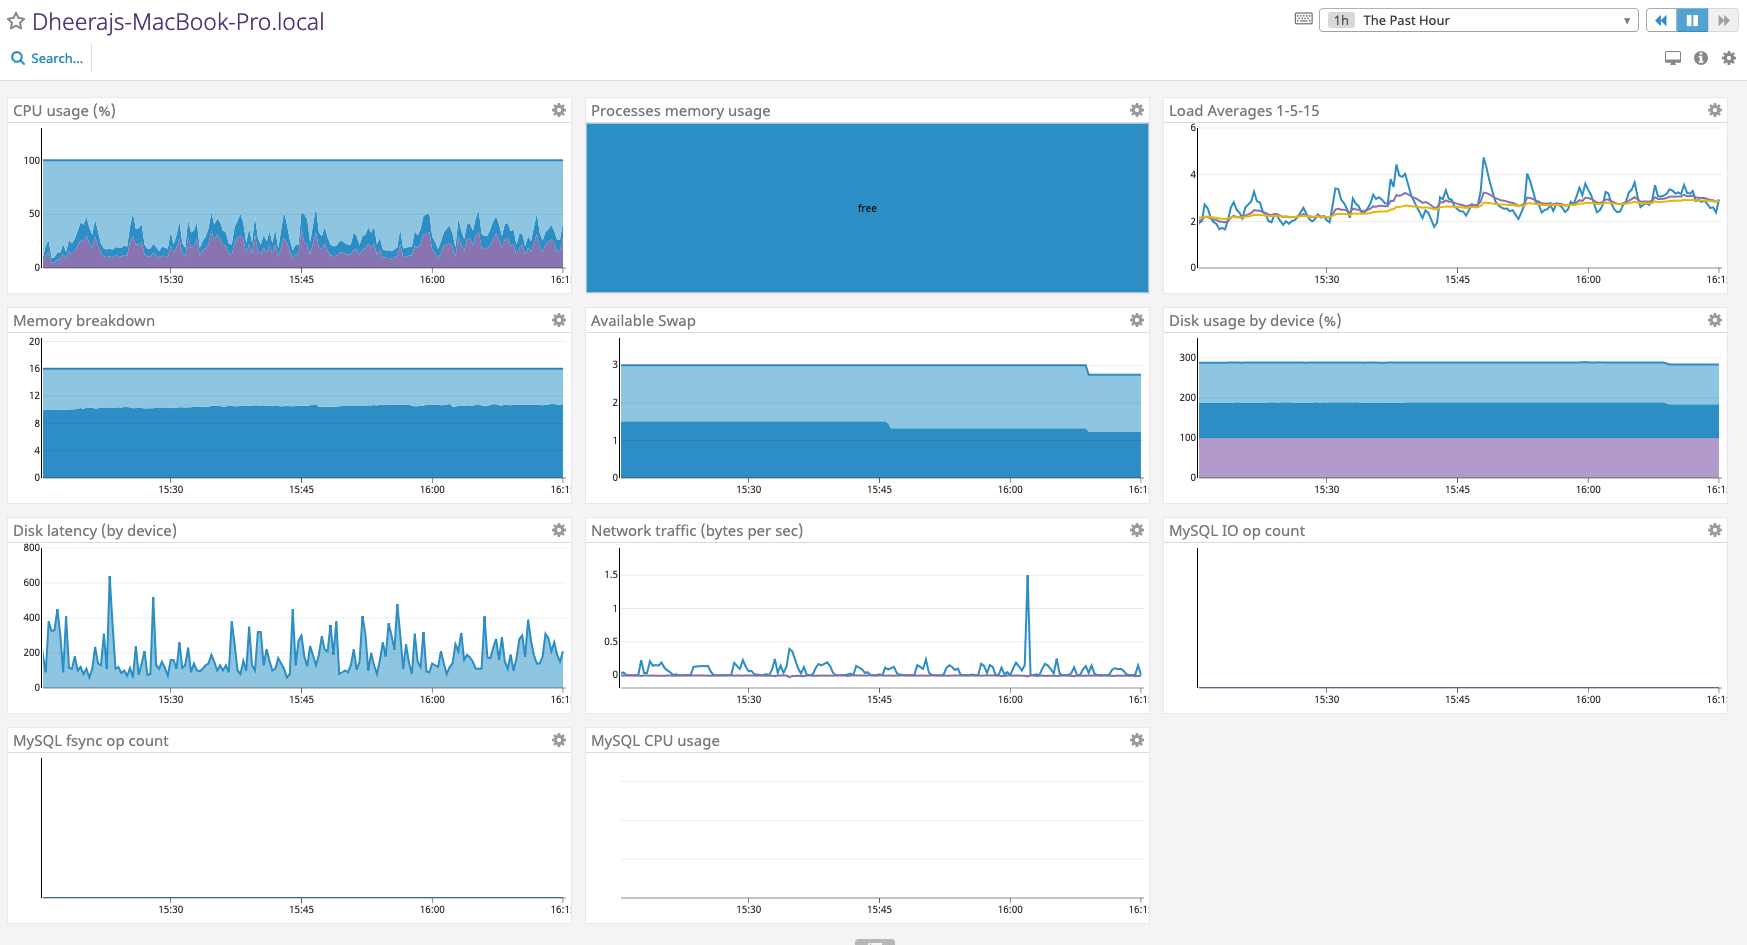 Dheerajs-MacBook-Pro.local
1h The Past Hour
Search...
CPU usage (%)
100
50
0
15:30 15:45 16:00 16:1
Processes memory usage
free
Load Averages 1-5-15
6
4
2
0
15:30 15:45 16:00 16:1
Memory breakdown
20
16
12
8
4
0
15:30 15:45 16:00 16:1
Available Swap
3
2
1
0
15:30 15:45 16:00 16:1
Disk usage by device (%)
300
200
100
0
15:30 15:45 16:00 16:1
Disk latency (by device)
800
600
400
200
0
15:30 15:45 16:00 16:1
Network traffic (bytes per sec)
1.5
1
0.5
0
15:30 15:45 16:00 16:1
MySQL IO op count
15:30 15:45 16:00 16:1
MySQL fsync op count
15:30 15:45 16:00 16:1
MySQL CPU usage
15:30 15:45 16:00 16:1